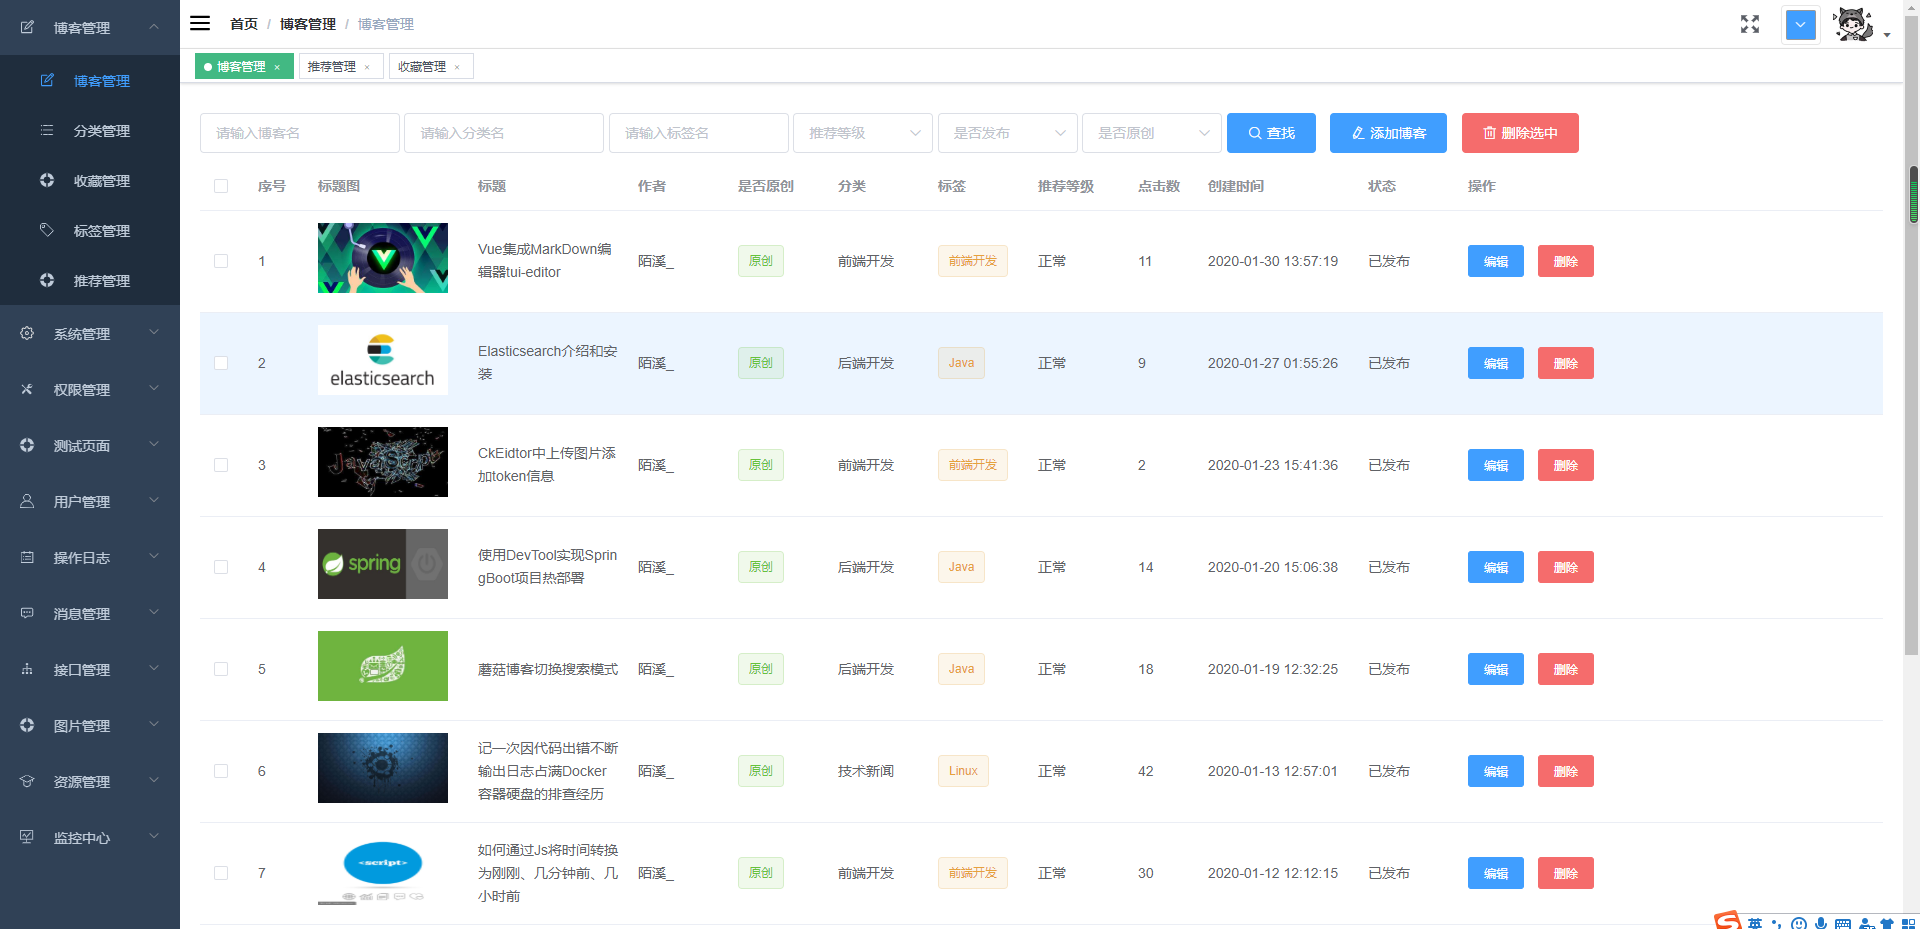 博客管理
博客管理
分类管理
收藏管理
标签管理
推荐管理
系统管理
权限管理
测试页面
用户管理
操作日志
消息管理
接口管理
图片管理
资源管理
监控中心
首页 / 博客管理 / 博客管理
博客管理 × 推荐管理 × 收藏管理 ×
请输入博客名 请输入分类名 请输入标签名 推荐等级 是否发布 是否原创 查找 添加博客 删除选中
序号 标题图 标题 作者 是否原创 分类 标签 推荐等级 点击数 创建时间 状态 操作
1 Vue集成MarkDown编 陌溪_ 原创 前端开发 前端开发 正常 11 2020-01-30 13:57:19 已发布 编辑 删除
辑器tui-editor
elasticsearch
2 Elasticsearch介绍和安 陌溪_ 原创 后端开发 Java 正常 9 2020-01-27 01:55:26 已发布 编辑 删除
装
JavaScript
3 CkEidtor中上传图片添 陌溪_ 原创 前端开发 前端开发 正常 2 2020-01-23 15:41:36 已发布 编辑 删除
加token信息
spring
4 使用DevTool实现Sprin 陌溪_ 原创 后端开发 Java 正常 14 2020-01-20 15:06:38 已发布 编辑 删除
gBoot项目热部署
5 蘑菇博客切换搜索模式 陌溪_ 原创 后端开发 Java 正常 18 2020-01-19 12:32:25 已发布 编辑 删除
6 记一次因代码出错不断 陌溪_ 原创 技术新闻 Linux 正常 42 2020-01-13 12:57:01 已发布 编辑 删除
输出日志占满Docker
容器硬盘的排查经历
<script>
7 如何通过Js将时间转换 陌溪_ 原创 前端开发 前端开发 正常 30 2020-01-12 12:12:15 已发布 编辑 删除
为刚刚、几分钟前、几
小时前
英